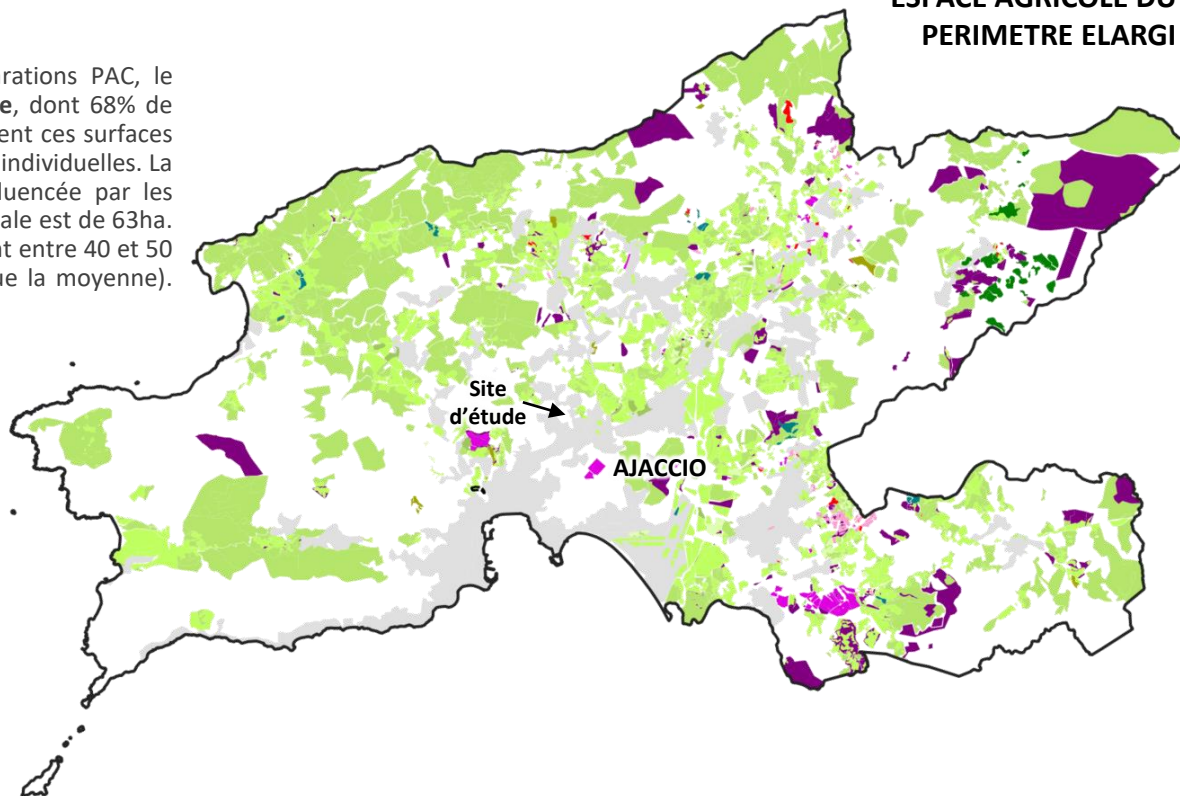 ESPACE AGRICOLE DU
PERIMETRE ELARGI
arations PAC, le
e, dont 68% de
ent ces surfaces
individuelles. La
luencée par les
ale est de 63ha.
t entre 40 et 50
ue la moyenne).
Site
d'étude
AJACCIO